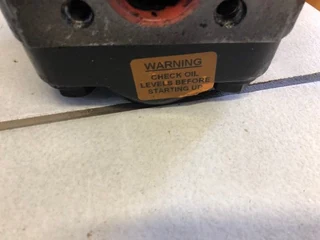 WARNING
CHECK OIL
LEVELS BEFORE
STARTING UP